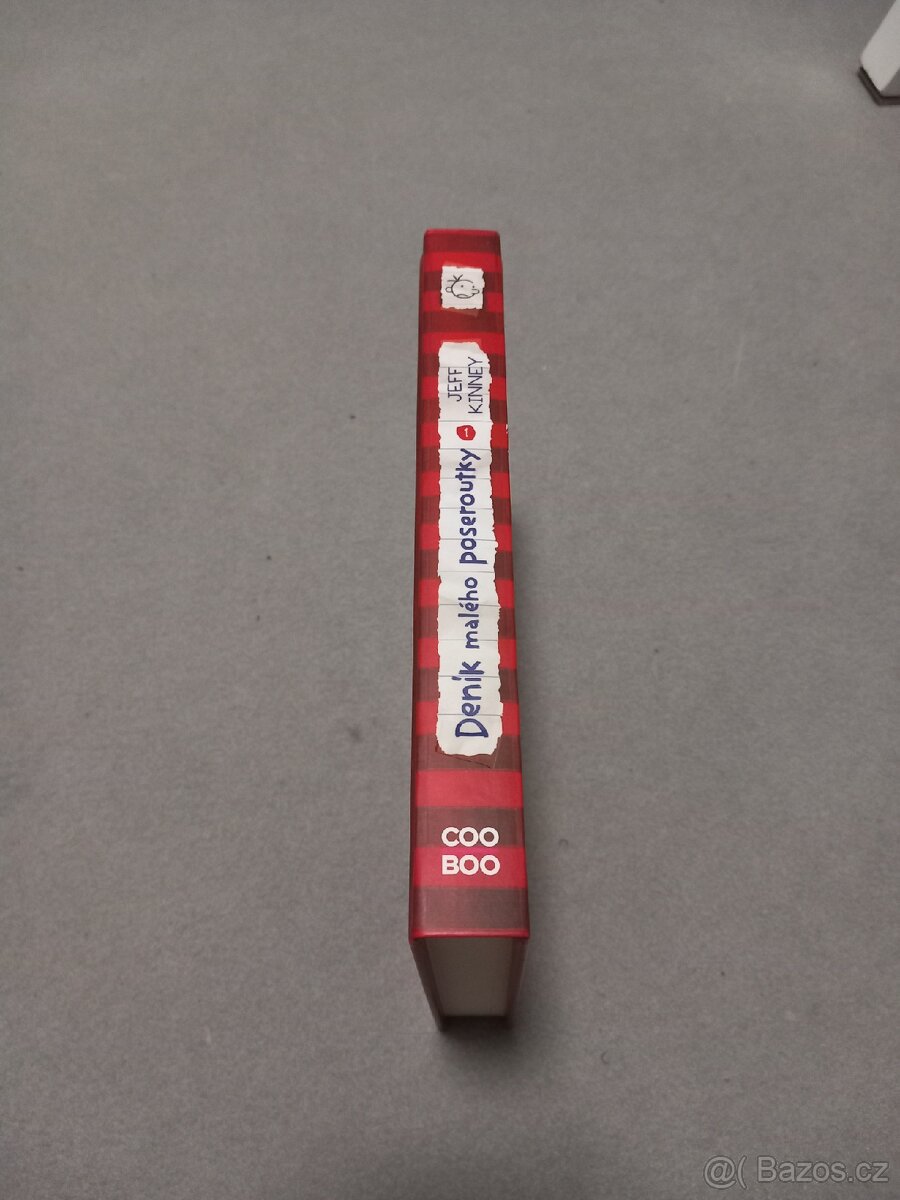 Deník malého poseroutky 1
JEFF
KINNEY
COO
BOO
@( Bazos.cz